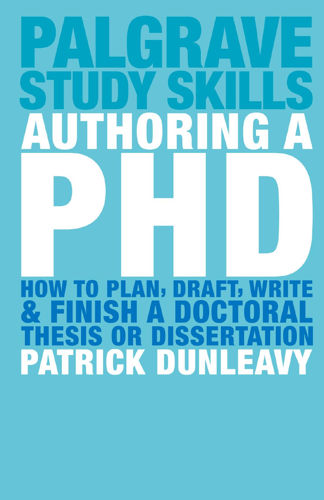 PALGRAVE
STUDY SKILLS
AUTHORING A
PHD
HOW TO PLAN, DRAFT, WRITE
& FINISH A DOCTORAL
THESIS OR DISSERTATION
PATRICK DUNLEAVY